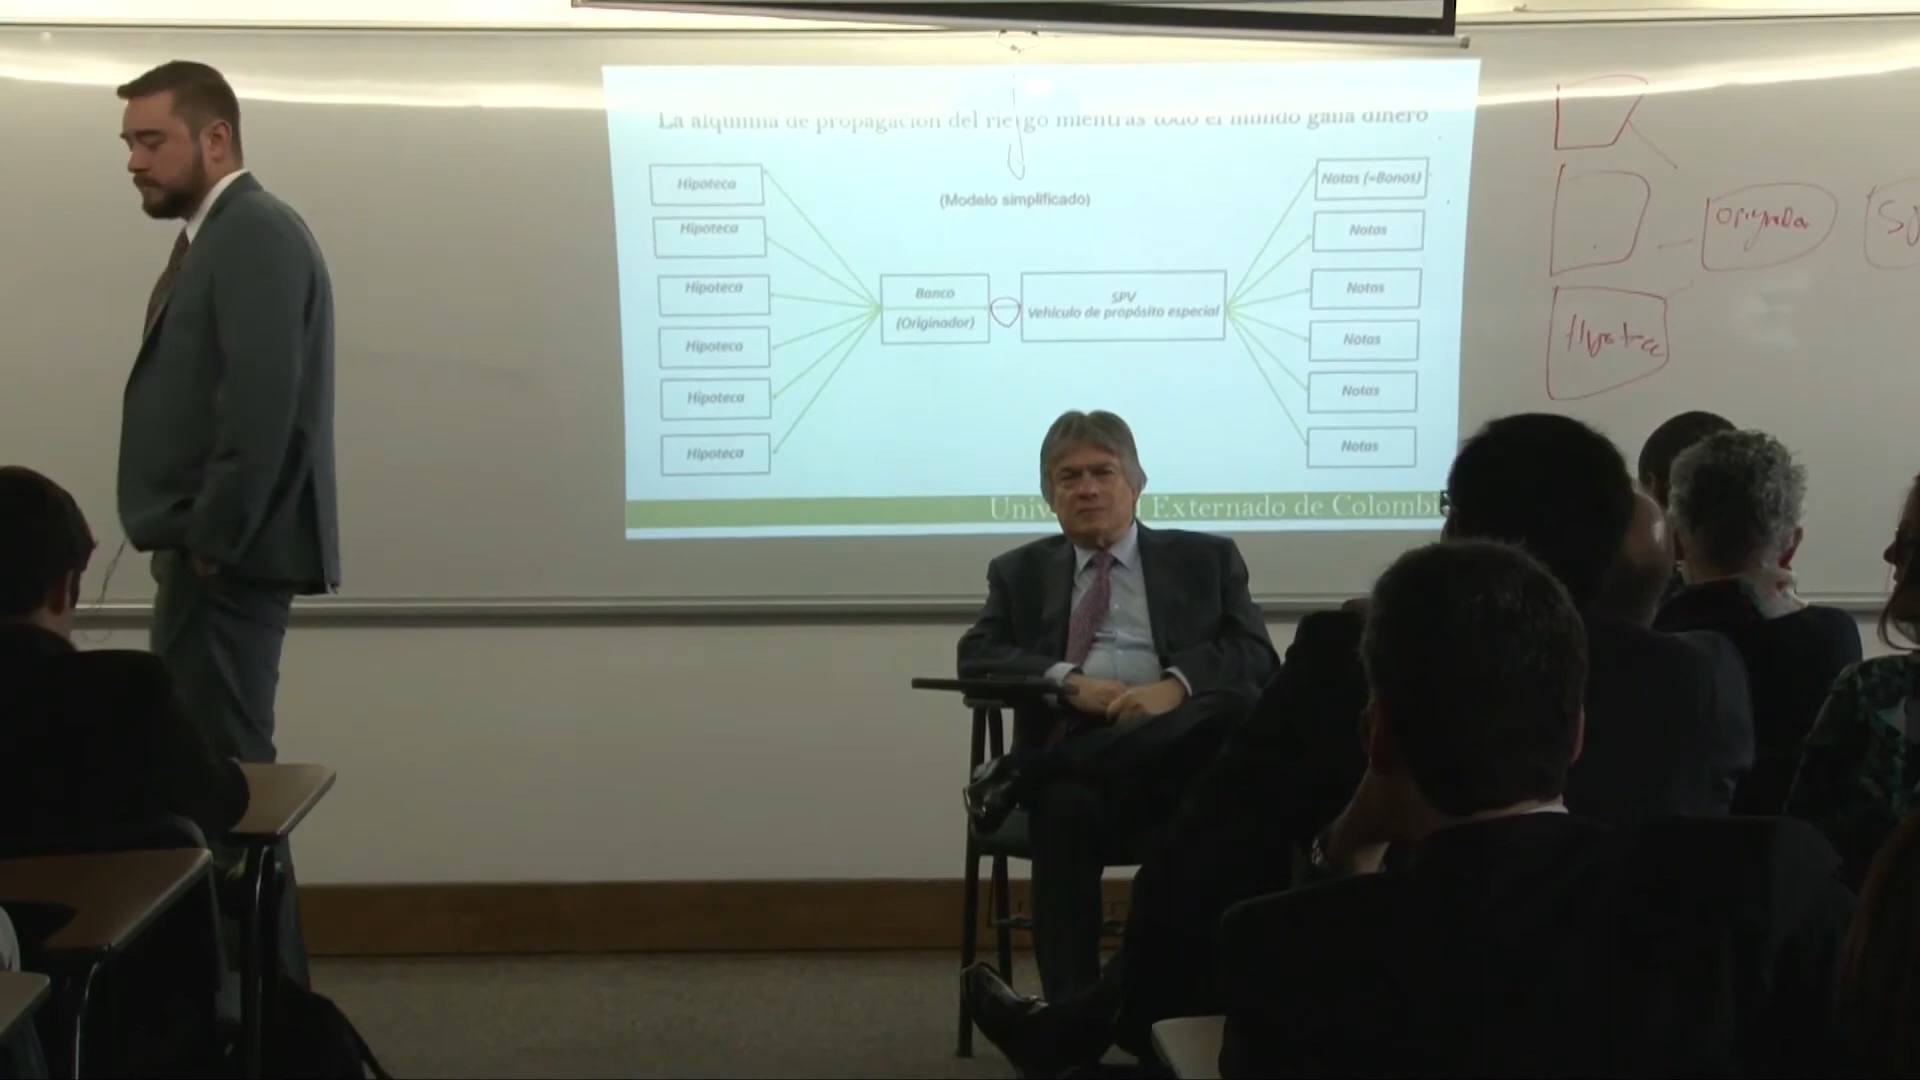 La alquimia de propagación del riesgo mientras todo el mundo gana dinero
(Modelo simplificado)
Hipoteca
Hipoteca
Hipoteca
Hipoteca
Hipoteca
Hipoteca
Banco
(Originador)
SPV
Vehículo de propósito especial
Notas (=Bonos)
Notas
Notas
Notas
Notas
Notas
Externado de Colombi
Hipoteca